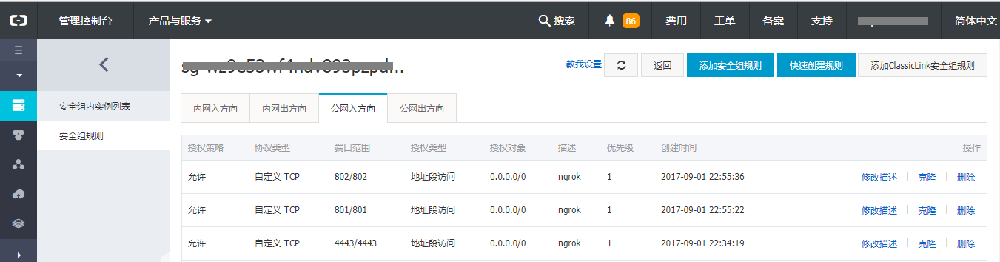 管理控制台 产品与服务 搜索 86 费用 工单 备案 支持 简体中文
教我设置 返回 添加安全组规则 快速创建规则 添加ClassicLink安全组规则
安全组内实例列表
安全组规则
内网入方向 内网出方向 公网入方向 公网出方向
授权策略 协议类型 端口范围 授权类型 授权对象 描述 优先级 创建时间 操作
允许 自定义 TCP 802/802 地址段访问 0.0.0.0/0 ngrok 1 2017-09-01 22:55:36 修改描述 | 克隆 | 删除
允许 自定义 TCP 801/801 地址段访问 0.0.0.0/0 ngrok 1 2017-09-01 22:55:22 修改描述 | 克隆 | 删除
允许 自定义 TCP 4443/4443 地址段访问 0.0.0.0/0 ngrok 1 2017-09-01 22:34:19 修改描述 | 克隆 | 删除